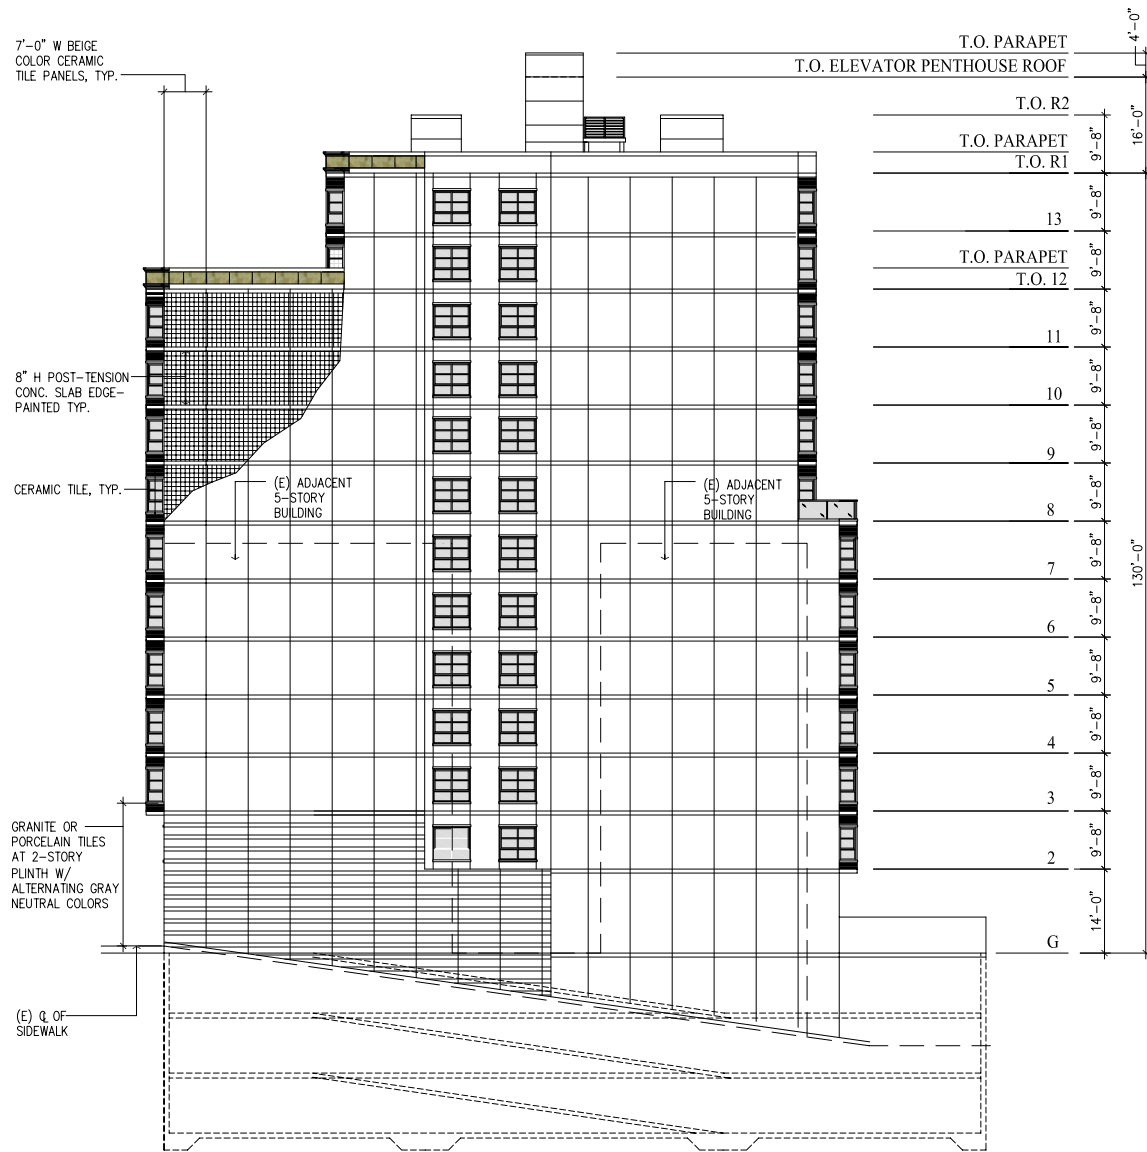 7'-0" W BEIGE
COLOR CERAMIC
TILE PANELS, TYP.
8" H POST-TENSION
CONC. SLAB EDGE-
PAINTED TYP.
CERAMIC TILE, TYP.
GRANITE OR
PORCELAIN TILES
AT 2-STORY
PLINTH W/
ALTERNATING GRAY
NEUTRAL COLORS
(E) ℄ OF
SIDEWALK
(E) ADJACENT
5-STORY
BUILDING
(E) ADJACENT
5-STORY
BUILDING
T.O. PARAPET
T.O. ELEVATOR PENTHOUSE ROOF
T.O. R2
T.O. PARAPET
T.O. R1
13
T.O. PARAPET
T.O. 12
11
10
9
8
7
6
5
4
3
2
G
9'-8"
9'-8"
9'-8"
9'-8"
9'-8"
9'-8"
9'-8"
9'-8"
9'-8"
9'-8"
9'-8"
9'-8"
9'-8"
14'-0"
4'-0"
16'-0"
130'-0"